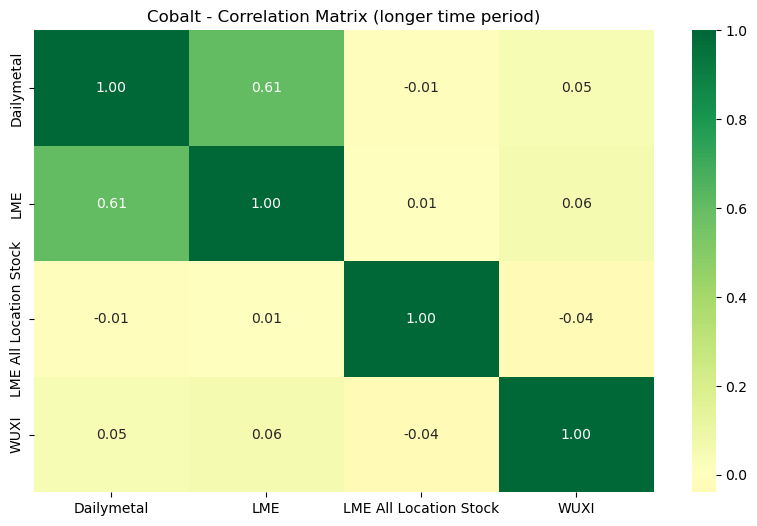 Cobalt - Correlation Matrix (longer time period)
Dailymetal 1.00 0.61 -0.01 0.05
LME 0.61 1.00 0.01 0.06
LME All Location Stock -0.01 0.01 1.00 -0.04
WUXI 0.05 0.06 -0.04 1.00
Dailymetal LME LME All Location Stock WUXI
1.0
0.8
0.6
0.4
0.2
0.0